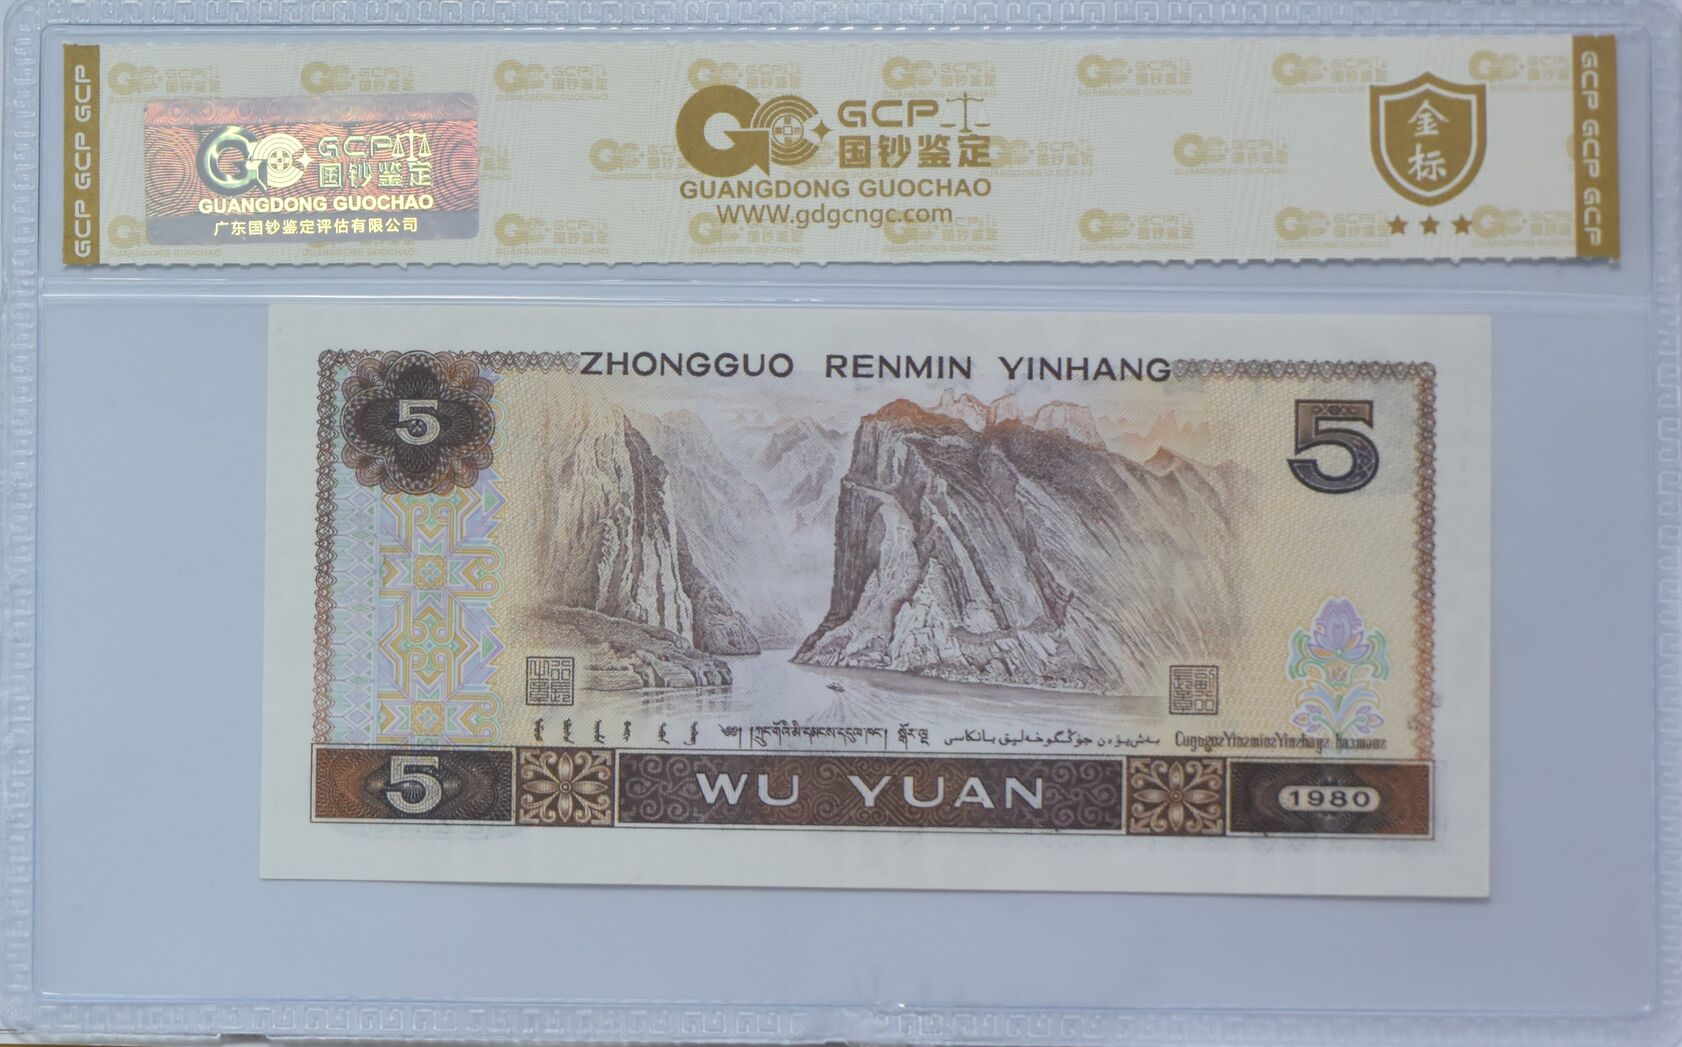 GCP GCP GCP
GCP
国钞鉴定
GUANGDONG GUOCHAO
广东国钞鉴定评估有限公司
GCP
国钞鉴定
GUANGDONG GUOCHAO
WWW.gdgcngc.com
金标
GCP GCP GCP
ZHONGGUO RENMIN YINHANG
5
5
5
WU YUAN
1980